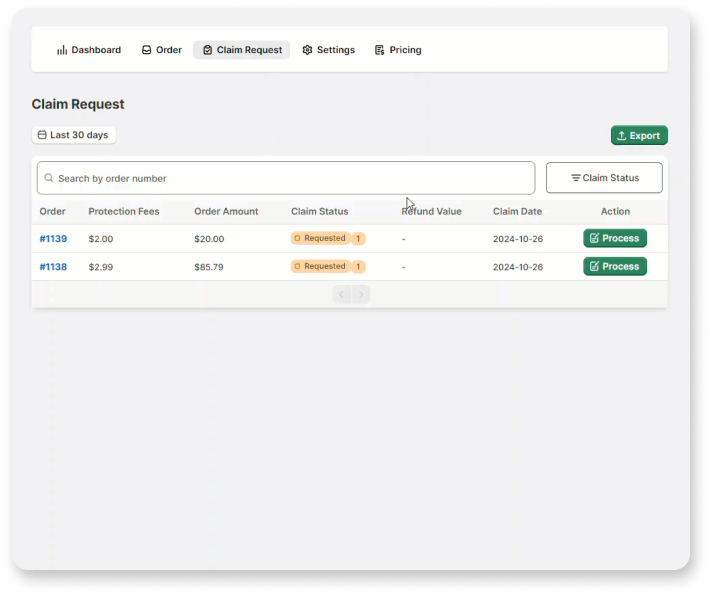 Dashboard Order Claim Request Settings Pricing
Claim Request
Last 30 days Export
Search by order number Claim Status
Order Protection Fees Order Amount Claim Status Refund Value Claim Date Action
#1139 $2.00 $20.00 Requested 1 - 2024-10-26 Process
#1138 $2.99 $85.79 Requested 1 - 2024-10-26 Process